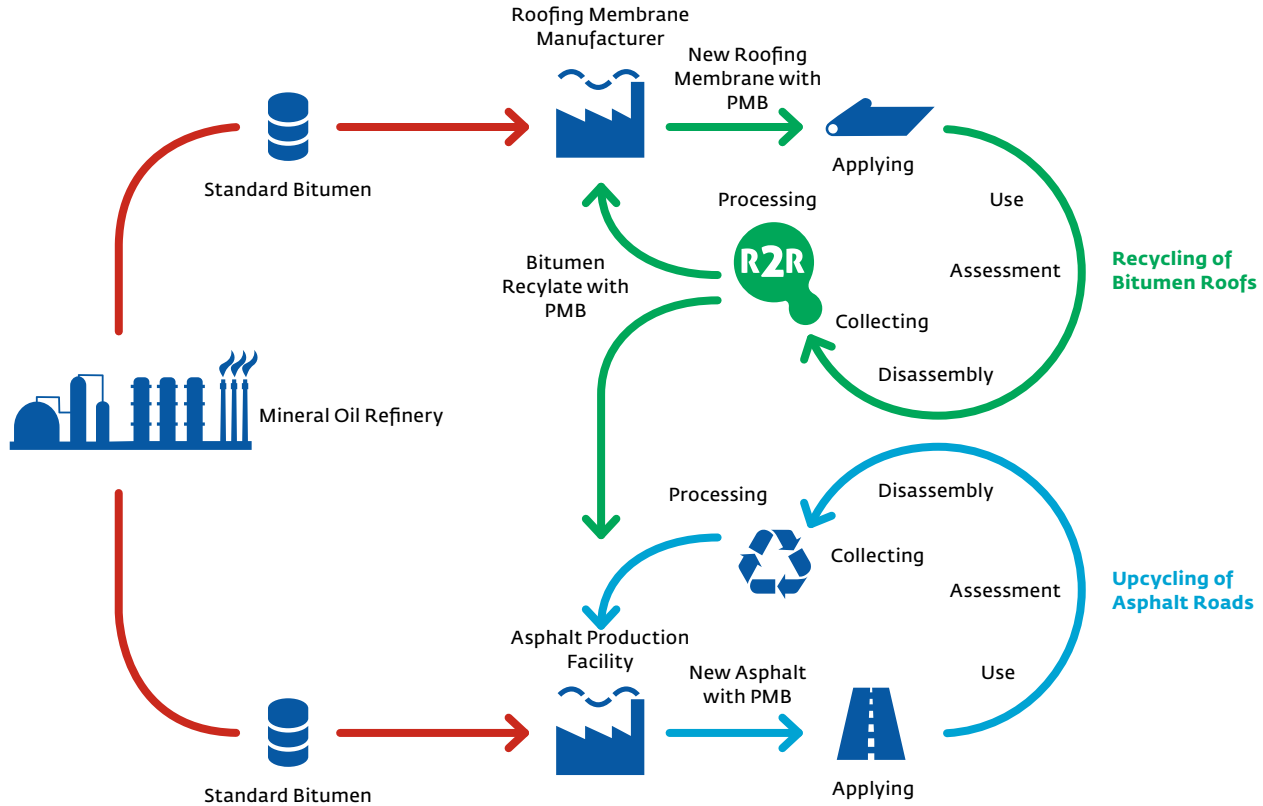 Roofing Membrane
Manufacturer
New Roofing
Membrane with
PMB
Standard Bitumen
Applying
Processing
Use
R2R
Bitumen
Recylate with
PMB
Assessment
Recycling of
Bitumen Roofs
Collecting
Disassembly
Mineral Oil Refinery
Processing
Disassembly
Collecting
Assessment
Upcycling of
Asphalt Roads
Asphalt Production
Facility
New Asphalt
with PMB
Use
Standard Bitumen
Applying